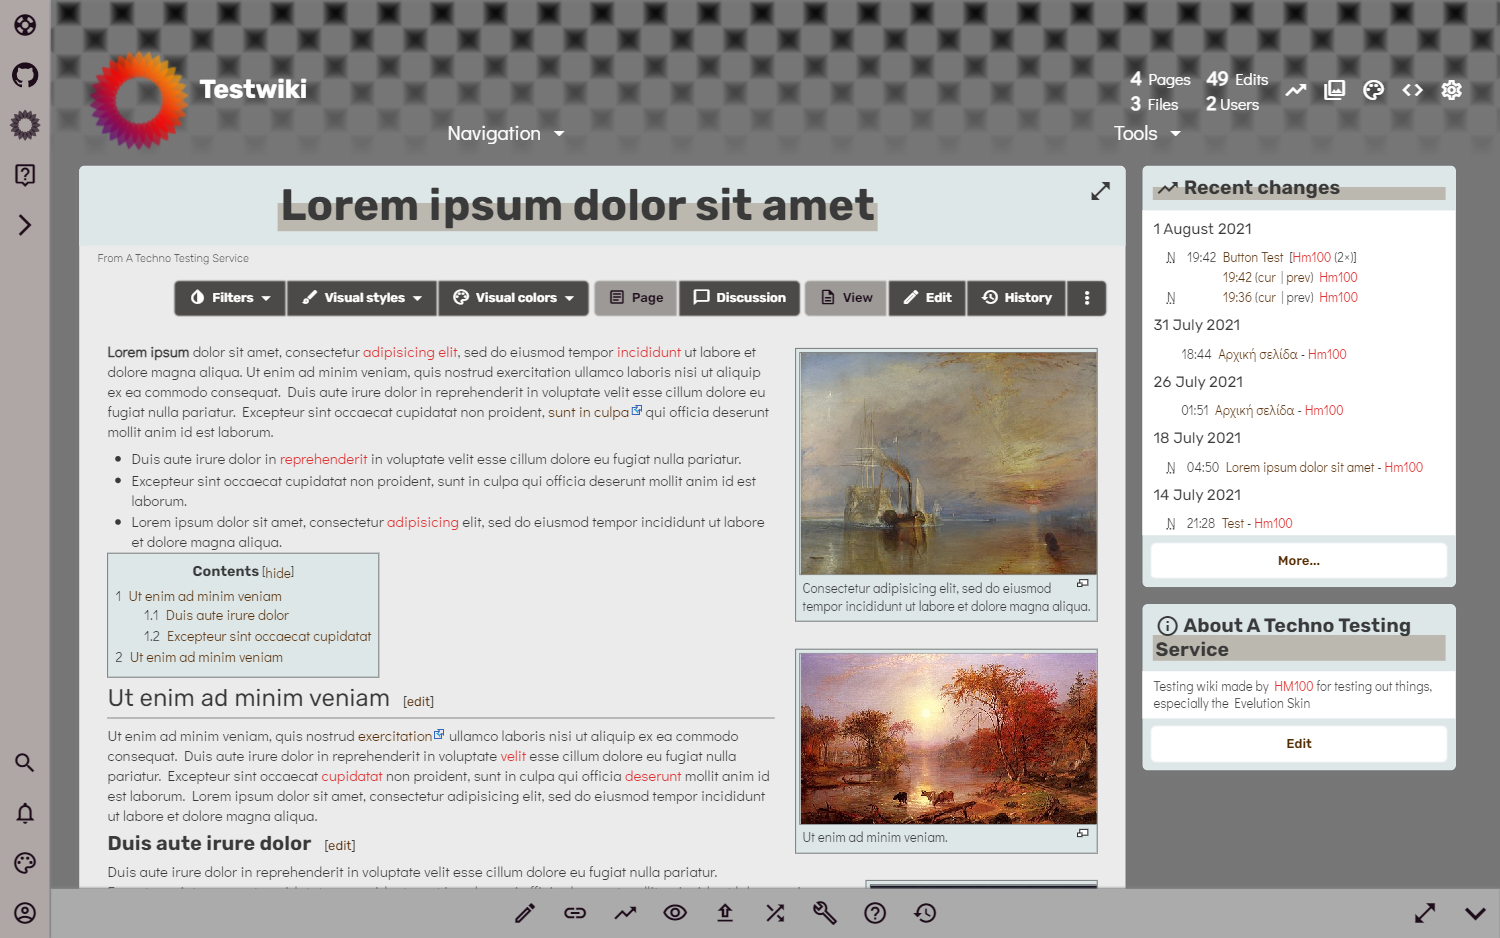 Testwiki
4 Pages 49 Edits
3 Files 2 Users
Navigation
Tools
Lorem ipsum dolor sit amet
From A Techno Testing Service
Filters Visual styles Visual colors Page Discussion View Edit History
Lorem ipsum dolor sit amet, consectetur adipisicing elit, sed do eiusmod tempor incididunt ut labore et
dolore magna aliqua. Ut enim ad minim veniam, quis nostrud exercitation ullamco laboris nisi ut aliquip
ex ea commodo consequat. Duis aute irure dolor in reprehenderit in voluptate velit esse cillum dolore eu
fugiat nulla pariatur. Excepteur sint occaecat cupidatat non proident, sunt in culpa qui officia deserunt
mollit anim id est laborum.
Duis aute irure dolor in reprehenderit in voluptate velit esse cillum dolore eu fugiat nulla pariatur.
Excepteur sint occaecat cupidatat non proident, sunt in culpa qui officia deserunt mollit anim id est
laborum.
Lorem ipsum dolor sit amet, consectetur adipisicing elit, sed do eiusmod tempor incididunt ut labore
et dolore magna aliqua.
Contents [hide]
1 Ut enim ad minim veniam
1.1 Duis aute irure dolor
1.2 Excepteur sint occaecat cupidatat
2 Ut enim ad minim veniam
Consectetur adipisicing elit, sed do eiusmod
tempor incididunt ut labore et dolore magna aliqua.
Ut enim ad minim veniam [edit]
Ut enim ad minim veniam, quis nostrud exercitation ullamco laboris nisi ut aliquip ex ea commodo
consequat. Duis aute irure dolor in reprehenderit in voluptate velit esse cillum dolore eu fugiat nulla
pariatur. Excepteur sint occaecat cupidatat non proident, sunt in culpa qui officia deserunt mollit anim id
est laborum. Lorem ipsum dolor sit amet, consectetur adipisicing elit, sed do eiusmod tempor incididunt
ut labore et dolore magna aliqua.
Ut enim ad minim veniam.
Duis aute irure dolor [edit]
Duis aute irure dolor in reprehenderit in voluptate velit esse cillum dolore eu fugiat nulla pariatur.
Recent changes
1 August 2021
N 19:42 Button Test [Hm100 (2×)]
19:42 (cur | prev) Hm100
N 19:36 (cur | prev) Hm100
31 July 2021
18:44 Αρχική σελίδα - Hm100
26 July 2021
01:51 Αρχική σελίδα - Hm100
18 July 2021
N 04:50 Lorem ipsum dolor sit amet - Hm100
14 July 2021
N 21:28 Test - Hm100
More...
About A Techno Testing
Service
Testing wiki made by HM100 for testing out things,
especially the Evelution Skin
Edit